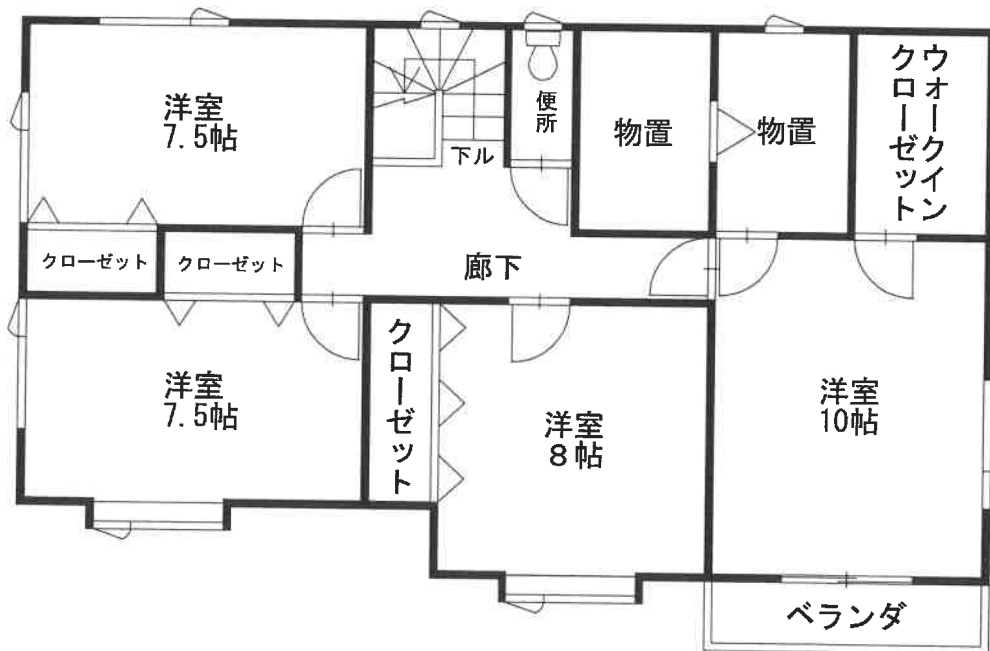 洋室
7.5帖
下ル
便所
物置
物置
ウォークイン
クローゼット
クローゼット
クローゼット
廊下
洋室
7.5帖
クローゼット
洋室
8帖
洋室
10帖
ベランダ